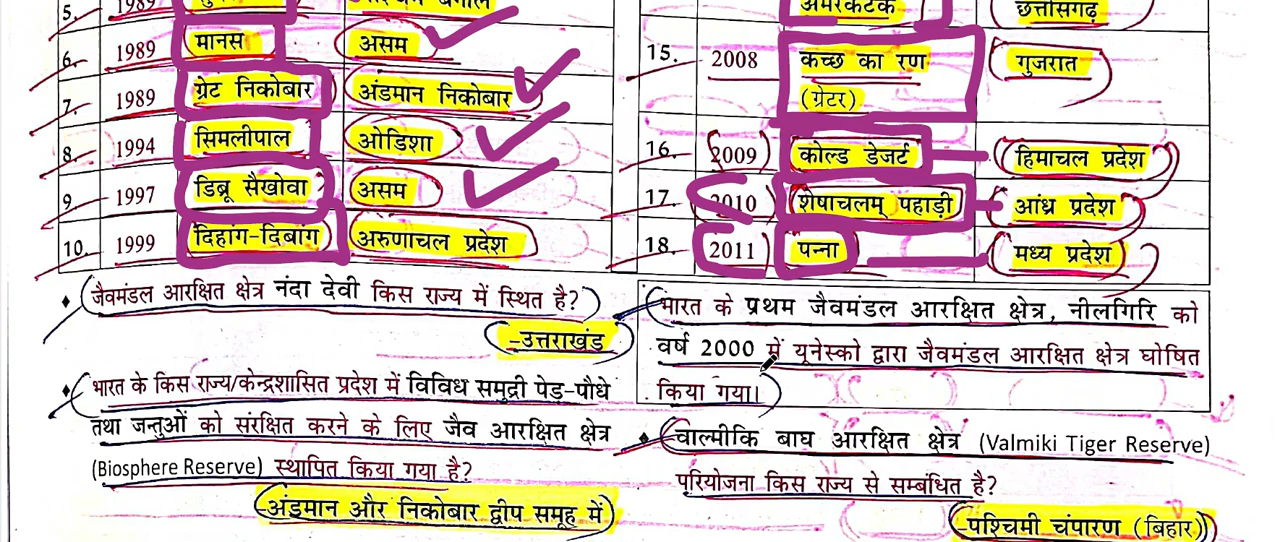 5. 1989
6. 1989 मानस असम
7. 1989 ग्रेट निकोबार अंडमान निकोबार
8. 1994 सिमलीपाल ओडिशा
9. 1997 डिब्रू सैखोवा असम
10. 1999 दिहांग-दिबांग अरुणाचल प्रदेश
♦ जैवमंडल आरक्षित क्षेत्र नंदा देवी किस राज्य में स्थित है?
-उत्तराखंड
♦ भारत के किस राज्य/केन्द्रशासित प्रदेश में विविध समुद्री पेड़-पौधे
तथा जन्तुओं को संरक्षित करने के लिए जैव आरक्षित क्षेत्र
(Biosphere Reserve) स्थापित किया गया है?
-अंडमान और निकोबार द्वीप समूह में
अमरकंटक छत्तीसगढ़
15. 2008 कच्छ का रण गुजरात
(ग्रेटर)
16. 2009 कोल्ड डेजर्ट हिमाचल प्रदेश
17. 2010 शेषाचलम् पहाड़ी आंध्र प्रदेश
18. 2011 पन्ना मध्य प्रदेश
भारत के प्रथम जैवमंडल आरक्षित क्षेत्र, नीलगिरि को
वर्ष 2000 में यूनेस्को द्वारा जैवमंडल आरक्षित क्षेत्र घोषित
किया गया।
♦ वाल्मीकि बाघ आरक्षित क्षेत्र (Valmiki Tiger Reserve)
परियोजना किस राज्य से सम्बंधित है?
-पश्चिमी चंपारण (बिहार)